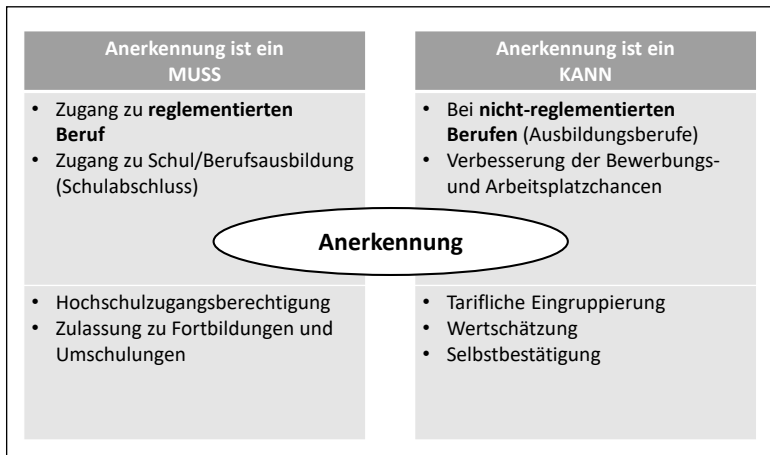 Anerkennung ist ein
MUSS
• Zugang zu reglementierten
Beruf
• Zugang zu Schul/Berufsausbildung
(Schulabschluss)
• Hochschulzugangsberechtigung
• Zulassung zu Fortbildungen und
Umschulungen
Anerkennung
Anerkennung ist ein
KANN
• Bei nicht-reglementierten
Berufen (Ausbildungsberufe)
• Verbesserung der Bewerbungs-
und Arbeitsplatzchancen
• Tarifliche Eingruppierung
• Wertschätzung
• Selbstbestätigung